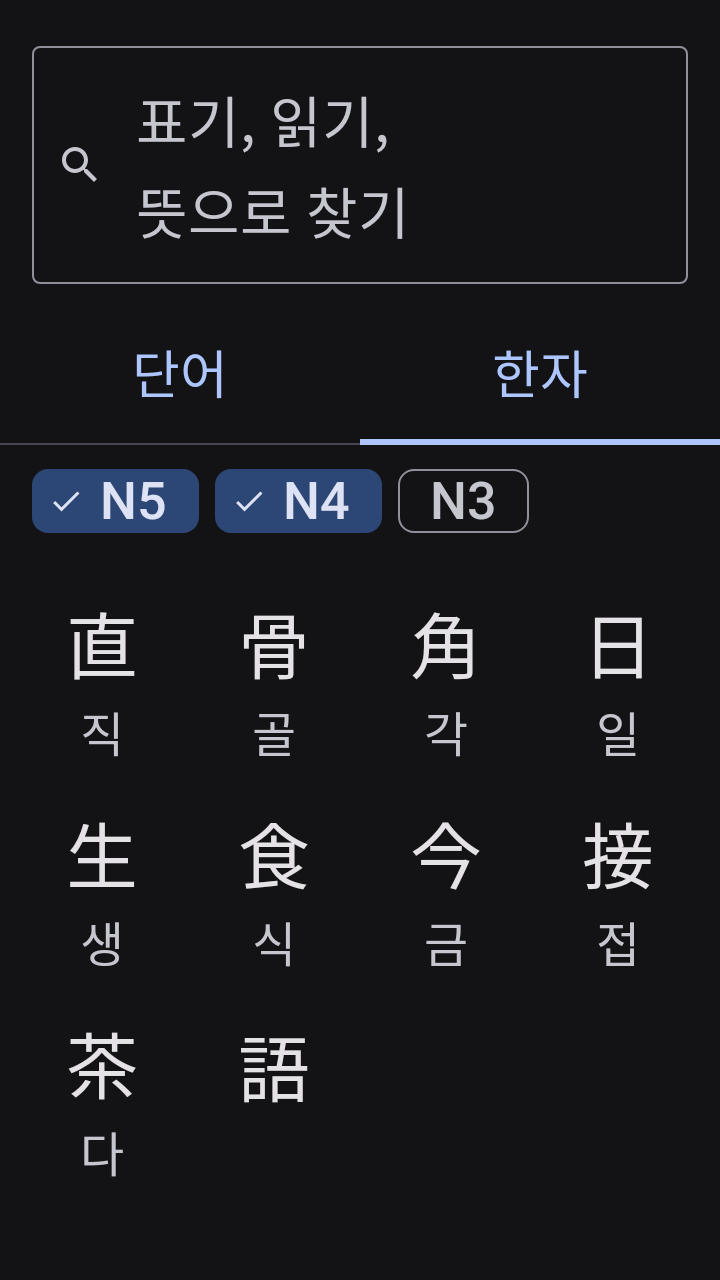 표기, 읽기,
뜻으로 찾기
단어 한자
N5 N4 N3
直 骨 角 日
직 골 각 일
生 食 今 接
생 식 금 접
茶 語
다